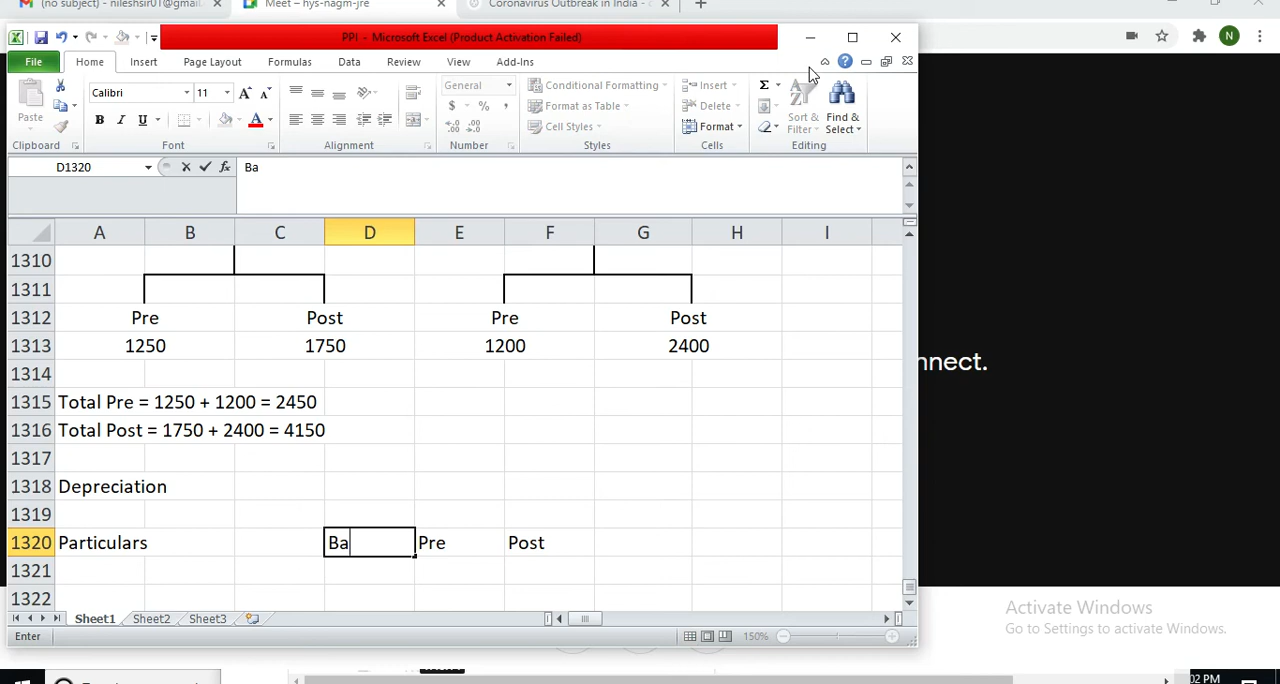 (no subject) - nileshsir01@gmail.
Meet – hys-nagm-jre
Coronavirus Outbreak in India - c
PPI - Microsoft Excel (Product Activation Failed)
N
File Home Insert Page Layout Formulas Data Review View Add-Ins
Paste
Calibri 11
B I U
A
General
$ % ,
Conditional Formatting
Format as Table
Cell Styles
Insert
Delete
Format
Σ
Sort & Filter
Find & Select
Clipboard Font Alignment Number Styles Cells Editing
D1320 fx Ba
A B C D E F G H I
1310
1311
1312 Pre Post Pre Post
1313 1250 1750 1200 2400
1314
1315 Total Pre = 1250 + 1200 = 2450
1316 Total Post = 1750 + 2400 = 4150
1317
1318 Depreciation
1319
1320 Particulars Ba Pre Post
1321
1322
Sheet1 Sheet2 Sheet3
Enter 150%
nnect.
Activate Windows
Go to Settings to activate Windows.
02 PM